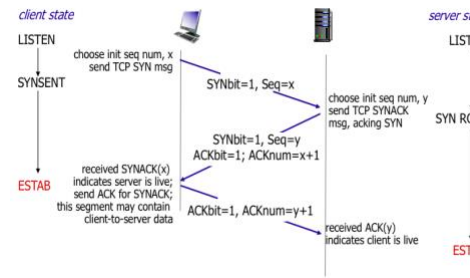 client state
server s
LISTEN
LIST
choose init seq num, x
send TCP SYN msg
SYNbit=1, Seq=x
SYNSENT
choose init seq num, y
send TCP SYNACK
msg, acking SYN
SYN RC
SYNbit=1, Seq=y
ACKbit=1; ACKnum=x+1
received SYNACK(x)
indicates server is live;
send ACK for SYNACK;
this segment may contain
client-to-server data
ESTAB
ACKbit=1, ACKnum=y+1
received ACK(y)
indicates client is live
EST